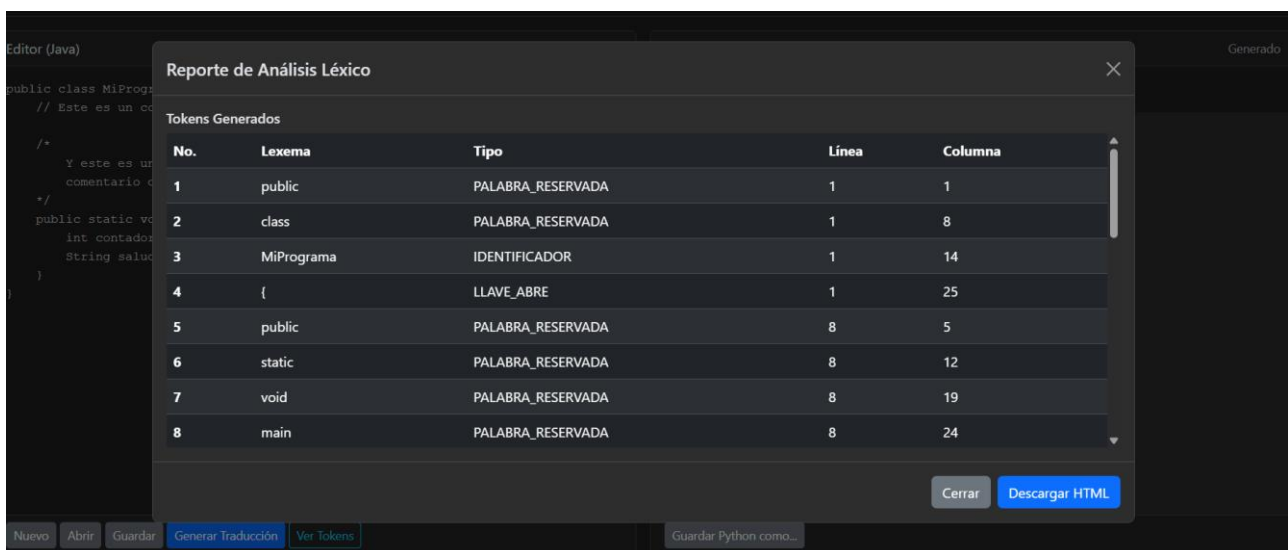 Editor (Java)
Generado
public class MiProgr
// Este es un co
/*
Y este es un
comentario d
*/
public static vo
int contador
String salud
}
}
Reporte de Análisis Léxico
Tokens Generados
No. Lexema Tipo Línea Columna
1 public PALABRA_RESERVADA 1 1
2 class PALABRA_RESERVADA 1 8
3 MiPrograma IDENTIFICADOR 1 14
4 { LLAVE_ABRE 1 25
5 public PALABRA_RESERVADA 8 5
6 static PALABRA_RESERVADA 8 12
7 void PALABRA_RESERVADA 8 19
8 main PALABRA_RESERVADA 8 24
Cerrar Descargar HTML
Nuevo Abrir Guardar Generar Traducción Ver Tokens Guardar Python como...